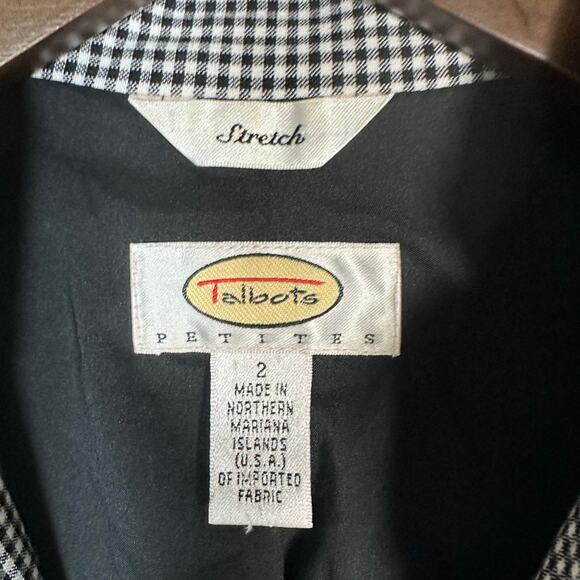 Stretch
Talbots
PETITES
2
MADE IN
NORTHERN
MARIANA
ISLANDS
(U.S.A.)
OF IMPORTED
FABRIC